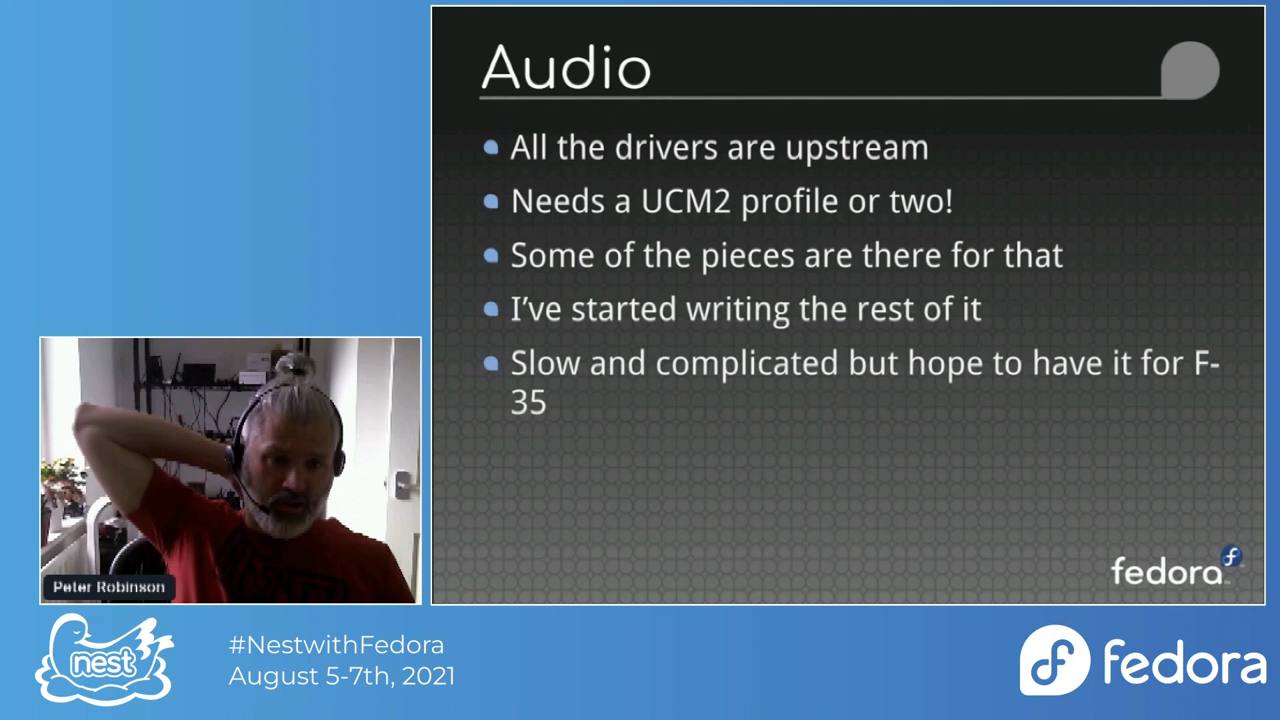 Audio
All the drivers are upstream
Needs a UCM2 profile or two!
Some of the pieces are there for that
I've started writing the rest of it
Slow and complicated but hope to have it for F-
35
fedora
Peter Robinson
nest
#NestwithFedora
August 5-7th, 2021
fedora